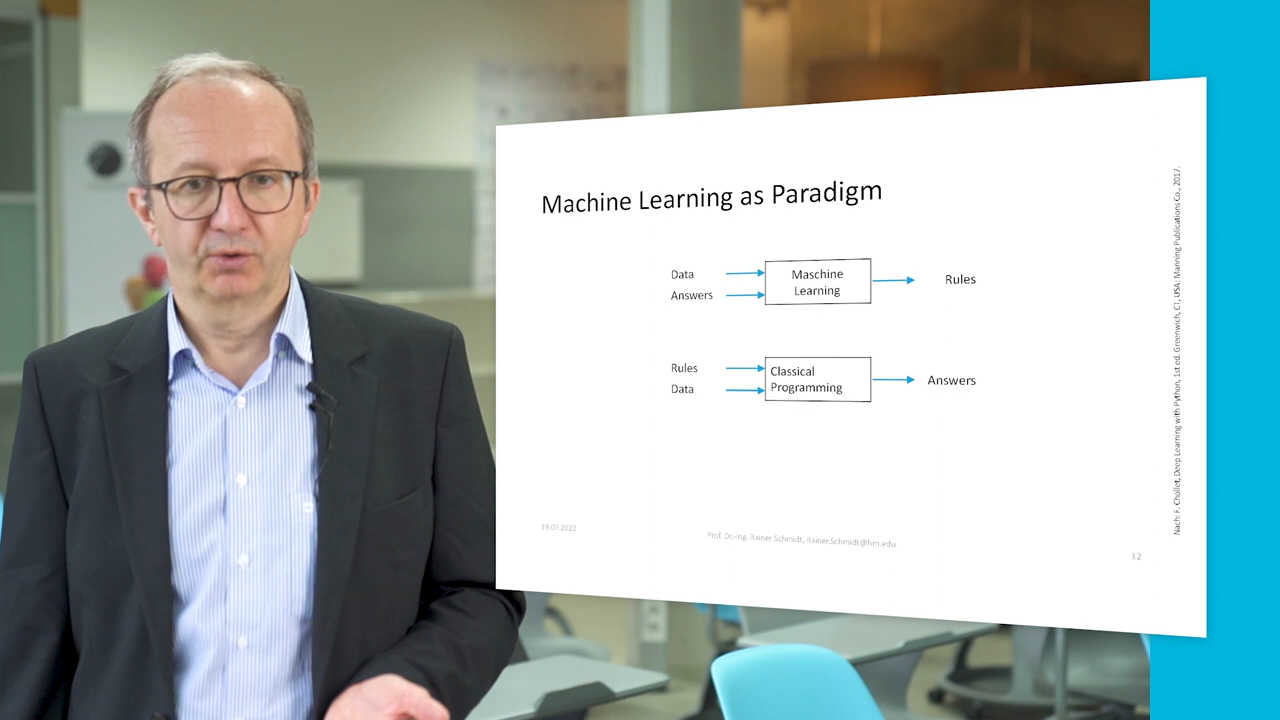 Machine Learning as Paradigm
Data
Answers
Maschine
Learning
Rules
Rules
Data
Classical
Programming
Answers
19.07.2022
Prof. Dr.-Ing. Rainer Schmidt, Rainer.Schmidt@hm.edu
12
Nach: F. Chollet, Deep Learning with Python, 1st ed. Greenwich, CT, USA: Manning Publications Co., 2017.